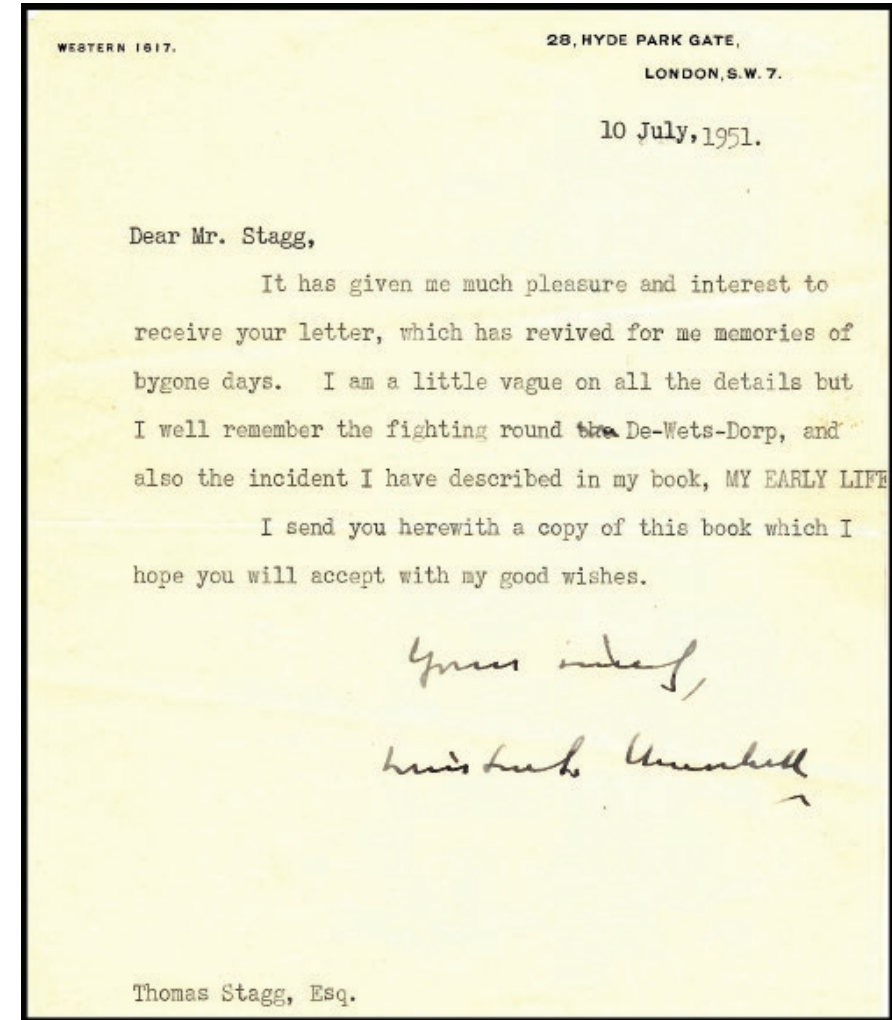 WESTERN 1617.
28, HYDE PARK GATE,
LONDON, S.W. 7.
10 July, 1951.
Dear Mr. Stagg,
It has given me much pleasure and interest to
receive your letter, which has revived for me memories of
bygone days. I am a little vague on all the details but
I well remember the fighting round the De-Wets-Dorp, and
also the incident I have described in my book, MY EARLY LIFE
I send you herewith a copy of this book which I
hope you will accept with my good wishes.
Yours sincerely,
Winston S. Churchill
Thomas Stagg, Esq.